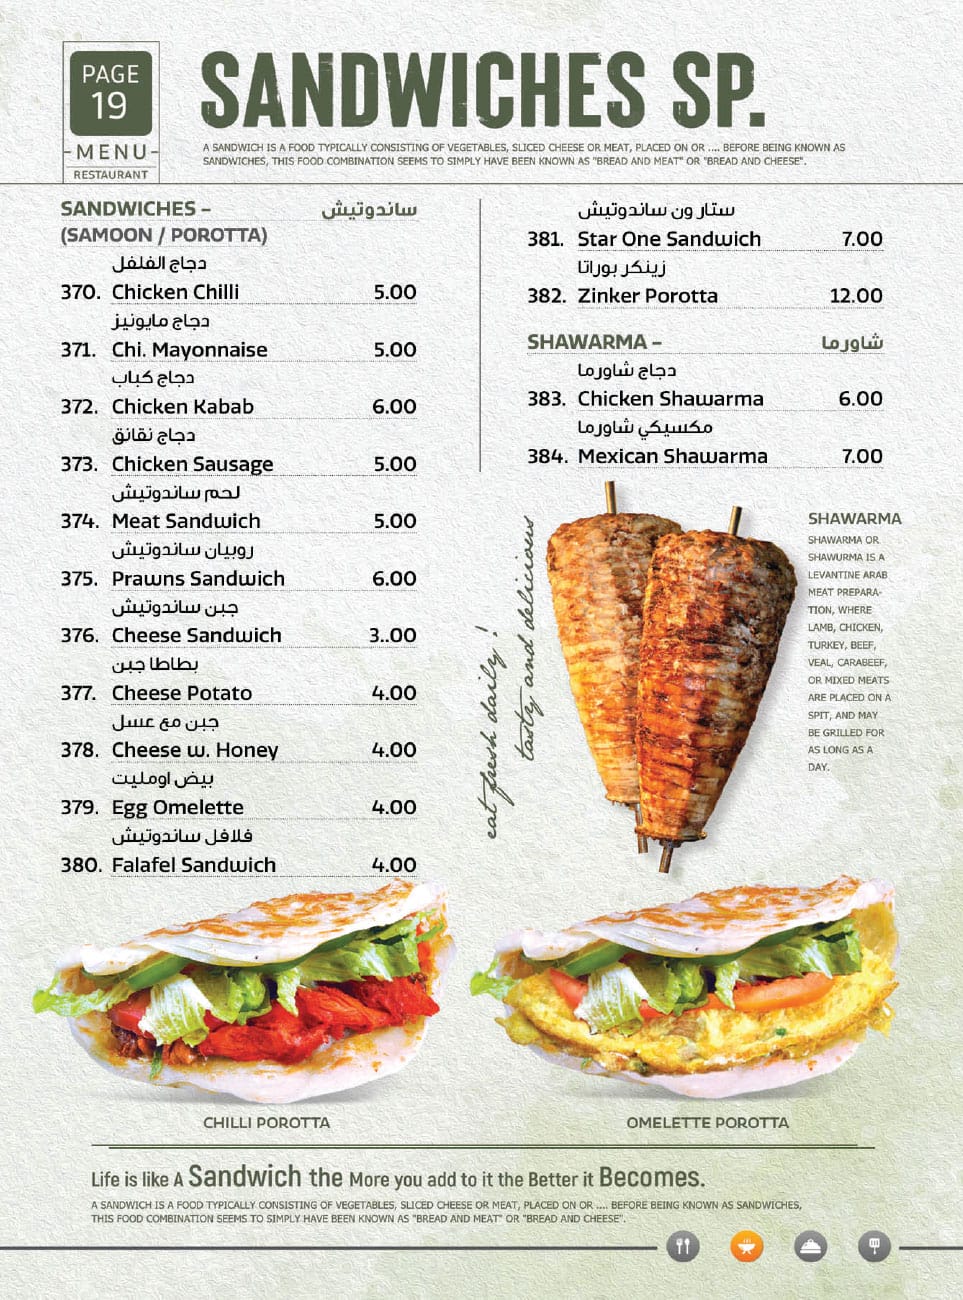 PAGE
19
MENU
RESTAURANT
SANDWICHES SP.
A SANDWICH IS A FOOD TYPICALLY CONSISTING OF VEGETABLES, SLICED CHEESE OR MEAT, PLACED ON OR .... BEFORE BEING KNOWN AS
SANDWICHES, THIS FOOD COMBINATION SEEMS TO SIMPLY HAVE BEEN KNOWN AS "BREAD AND MEAT" OR "BREAD AND CHEESE".
SANDWICHES – ساندوتيش
(SAMOON / POROTTA)
دجاج الفلفل
370. Chicken Chilli 5.00
دجاج مايونيز
371. Chi. Mayonnaise 5.00
دجاج كباب
372. Chicken Kabab 6.00
دجاج نقانق
373. Chicken Sausage 5.00
لحم ساندوتيش
374. Meat Sandwich 5.00
روبيان ساندوتيش
375. Prawns Sandwich 6.00
جبن ساندوتيش
376. Cheese Sandwich 3..00
بطاطا جبن
377. Cheese Potato 4.00
جبن مع عسل
378. Cheese w. Honey 4.00
بيض اومليت
379. Egg Omelette 4.00
فلافل ساندوتيش
380. Falafel Sandwich 4.00
ستار ون ساندوتيش
381. Star One Sandwich 7.00
زينكر بوراتا
382. Zinker Porotta 12.00
SHAWARMA – شاورما
دجاج شاورما
383. Chicken Shawarma 6.00
مكسيكي شاورما
384. Mexican Shawarma 7.00
eat fresh daily!
tasty and delicious
SHAWARMA
SHAWARMA OR
SHAWURMA IS A
LEVANTINE ARAB
MEAT PREPARA-
TION, WHERE
LAMB, CHICKEN,
TURKEY, BEEF,
VEAL, CARABEEF,
OR MIXED MEATS
ARE PLACED ON A
SPIT, AND MAY
BE GRILLED FOR
AS LONG AS A
DAY.
CHILLI POROTTA
OMELETTE POROTTA
Life is like A Sandwich the More you add to it the Better it Becomes.
A SANDWICH IS A FOOD TYPICALLY CONSISTING OF VEGETABLES, SLICED CHEESE OR MEAT, PLACED ON OR .... BEFORE BEING KNOWN AS SANDWICHES,
THIS FOOD COMBINATION SEEMS TO SIMPLY HAVE BEEN KNOWN AS "BREAD AND MEAT" OR "BREAD AND CHEESE".